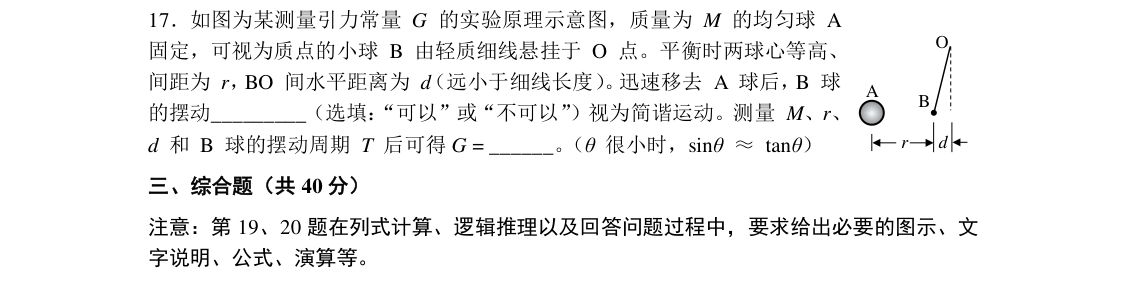 17．如图为某测量引力常量 G 的实验原理示意图，质量为 M 的均匀球 A
固定，可视为质点的小球 B 由轻质细线悬挂于 O 点。平衡时两球心等高、
间距为 r，BO 间水平距离为 d（远小于细线长度）。迅速移去 A 球后，B 球
的摆动_________（选填：“可以”或“不可以”）视为简谐运动。测量 M、r、
d 和 B 球的摆动周期 T 后可得 G = ______。（θ 很小时，sinθ ≈ tanθ）
O
A
B
r
d
三、综合题（共 40 分）
注意：第 19、20 题在列式计算、逻辑推理以及回答问题过程中，要求给出必要的图示、文
字说明、公式、演算等。